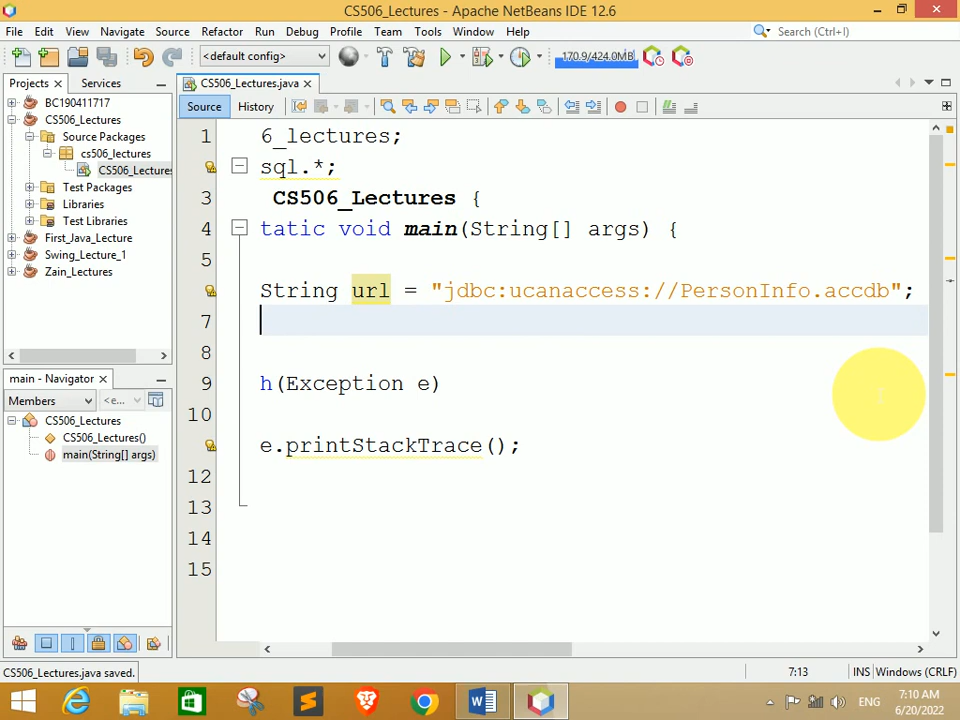 CS506_Lectures - Apache NetBeans IDE 12.6
File Edit View Navigate Source Refactor Run Debug Profile Team Tools Window Help
Search (Ctrl+I)
<default config>
170.9/424.0MB
Projects
Services
CS506_Lectures.java
Source
History
BC190411717
CS506_Lectures
Source Packages
cs506_lectures
CS506_Lectures
Test Packages
Libraries
Test Libraries
First_Java_Lecture
Swing_Lecture_1
Zain_Lectures
main - Navigator
Members
<e...
CS506_Lectures
CS506_Lectures()
main(String[] args)
1 6_lectures;
sql.*;
3 CS506_Lectures {
4 tatic void main(String[] args) {
5
String url = "jdbc:ucanaccess://PersonInfo.accdb";
7
8
9 h(Exception e)
10
e.printStackTrace();
12
13
14
15
CS506_Lectures.java saved.
7:13
INS
Windows (CRLF)
ENG
7:10 AM
6/20/2022